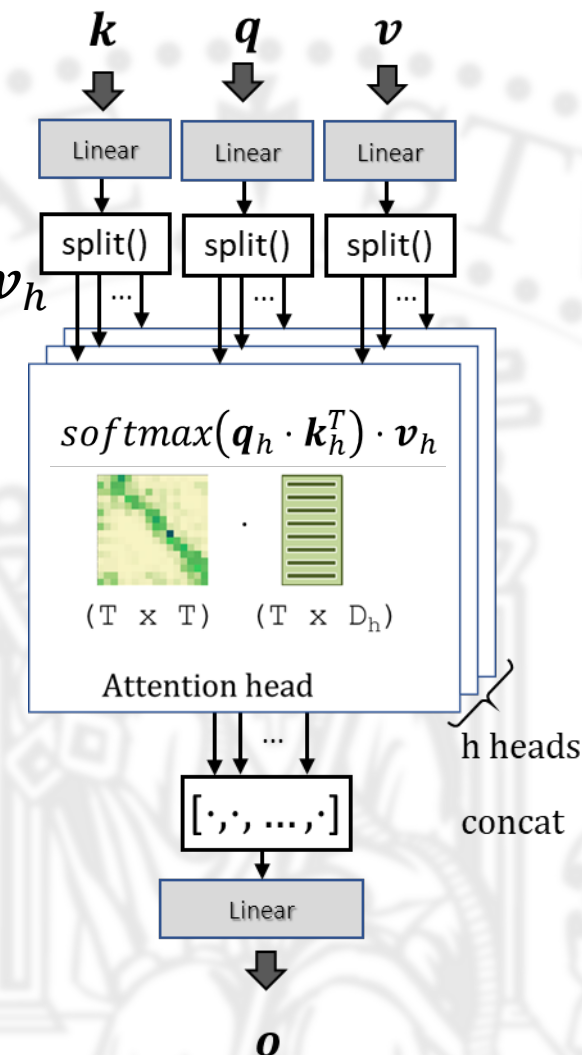 k q v
Linear Linear Linear
split() split() split()
v_h
... ... ...
softmax(q_h · k_h^T) · v_h
·
(T x T) (T x D_h)
Attention head
...
h heads
[·,·, ...,·]
concat
Linear
o